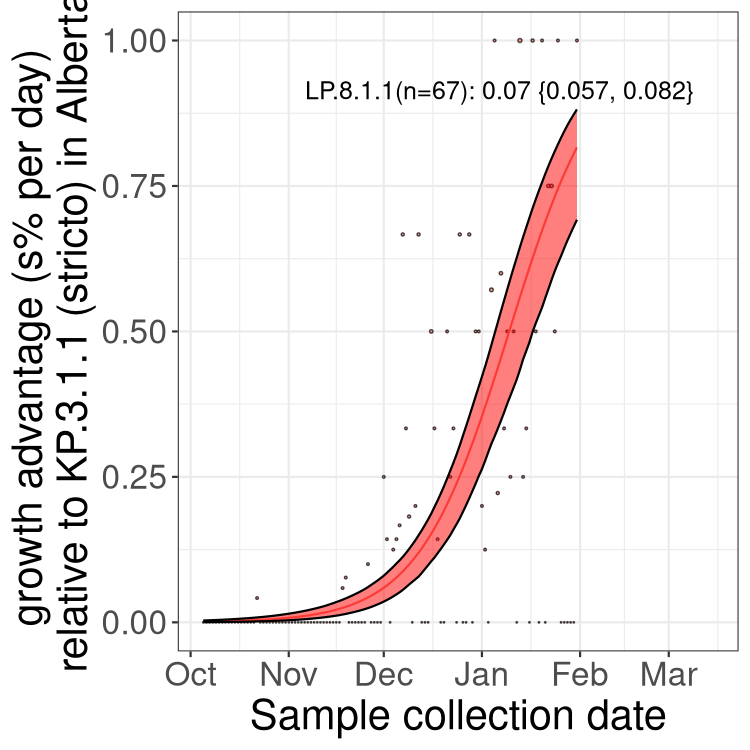 growth advantage (s% per day)
relative to KP.3.1.1 (stricto) in Alberta
1.00
0.75
0.50
0.25
0.00
LP.8.1.1(n=67): 0.07 {0.057, 0.082}
Oct Nov Dec Jan Feb Mar
Sample collection date